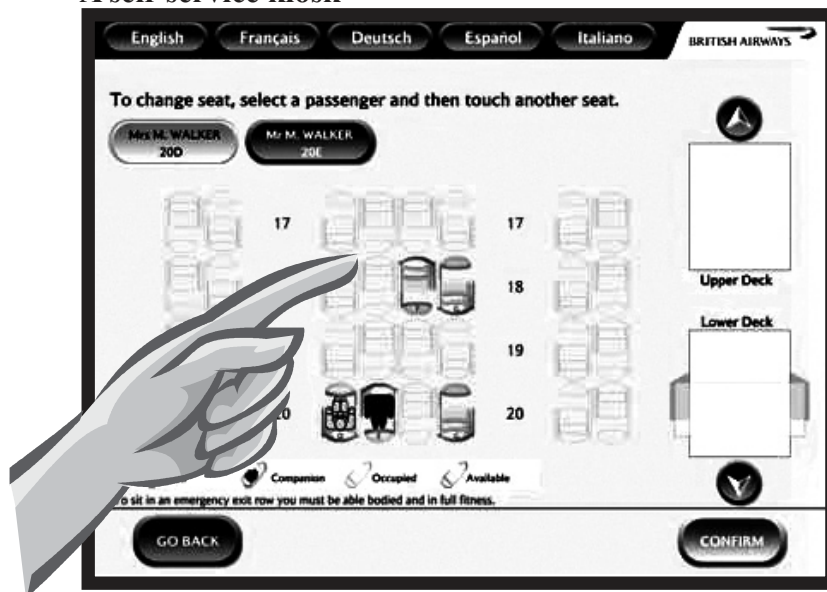 A self-service kiosk
English Français Deutsch Español Italiano BRITISH AIRWAYS
To change seat, select a passenger and then touch another seat.
Mrs M. WALKER Mr M. WALKER
20D 20E
17 17
18
Upper Deck
Lower Deck
19
20
Companion Occupied Available
o sit in an emergency exit row you must be able bodied and in full fitness.
GO BACK CONFIRM